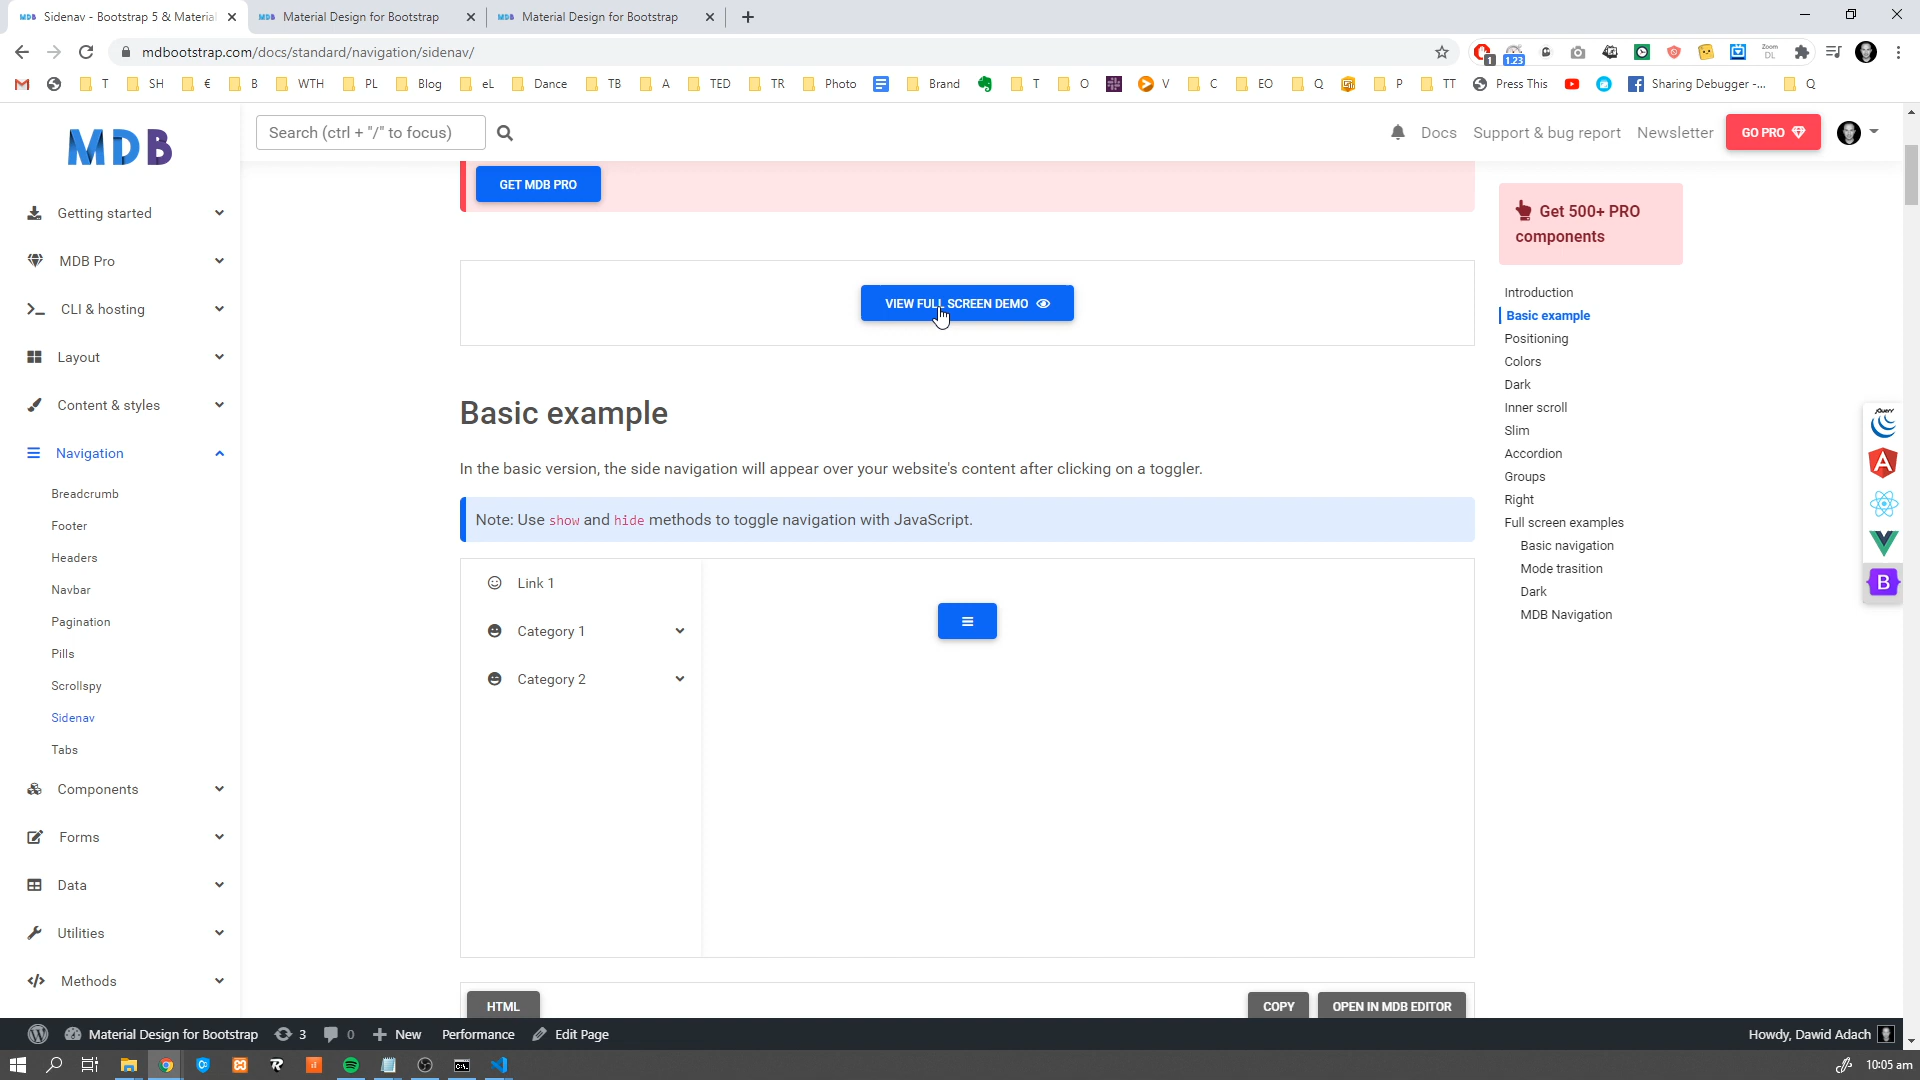 Sidenav - Bootstrap 5 & Material
Material Design for Bootstrap
Material Design for Bootstrap
mdbootstrap.com/docs/standard/navigation/sidenav/
1
1.23
Zoom
DL
T
SH
€
B
WTH
PL
Blog
eL
Dance
TB
A
TED
TR
Photo
Brand
T
O
V
C
EO
Q
P
TT
Press This
Sharing Debugger -...
Q
MDB
Search (ctrl + "/" to focus)
Docs
Support & bug report
Newsletter
GO PRO
Getting started
MDB Pro
CLI & hosting
Layout
Content & styles
Navigation
Breadcrumb
Footer
Headers
Navbar
Pagination
Pills
Scrollspy
Sidenav
Tabs
Components
Forms
Data
Utilities
Methods
GET MDB PRO
VIEW FULL SCREEN DEMO
Basic example
In the basic version, the side navigation will appear over your website's content after clicking on a toggler.
Note: Use show and hide methods to toggle navigation with JavaScript.
Link 1
Category 1
Category 2
HTML
COPY
OPEN IN MDB EDITOR
Get 500+ PRO
components
Introduction
Basic example
Positioning
Colors
Dark
Inner scroll
Slim
Accordion
Groups
Right
Full screen examples
Basic navigation
Mode trasition
Dark
MDB Navigation
jQuery
B
Material Design for Bootstrap
3
0
New
Performance
Edit Page
Howdy, Dawid Adach
10:05 am